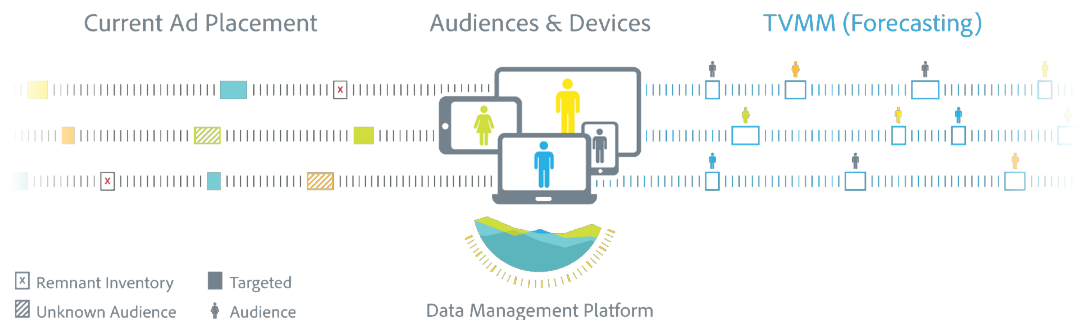 Current Ad Placement
Audiences & Devices
TVMM (Forecasting)
x
x
x Remnant Inventory
Targeted
Unknown Audience
Audience
Data Management Platform